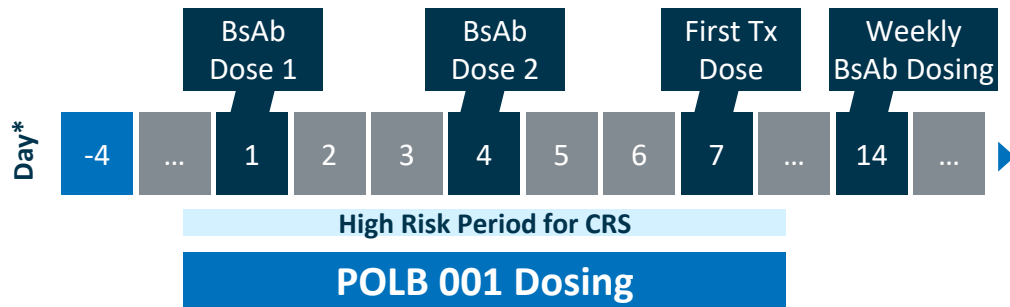 BsAb
Dose 1
BsAb
Dose 2
First Tx
Dose
Weekly
BsAb Dosing
Day*
-4 ... 1 2 3 4 5 6 7 ... 14 ...
High Risk Period for CRS
POLB 001 Dosing